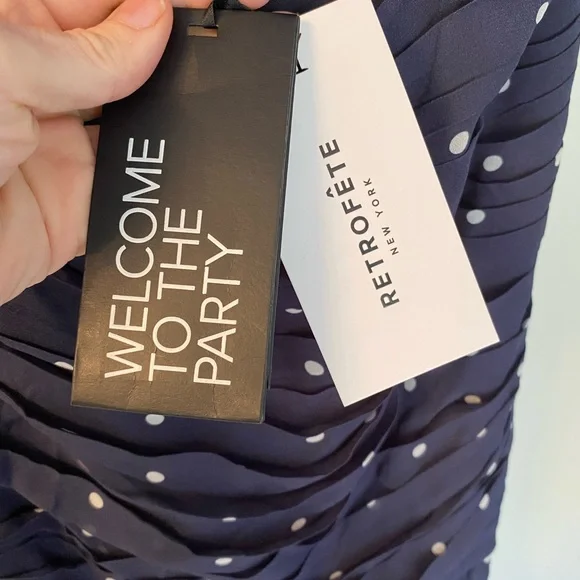 WELCOME
TO THE
PARTY
RETROFÊTE
NEW YORK